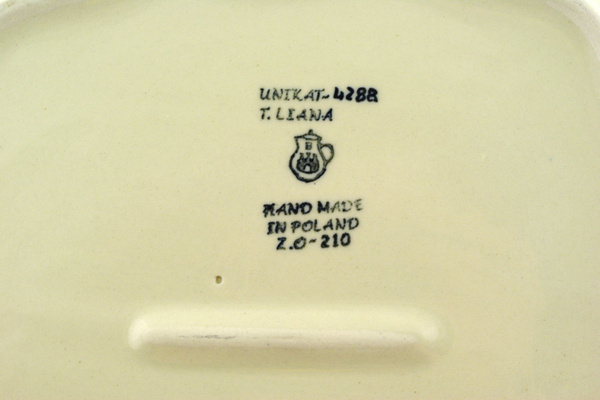 UNIKAT-4288
T. LIANA
B
HAND MADE
IN POLAND
Z.O-210